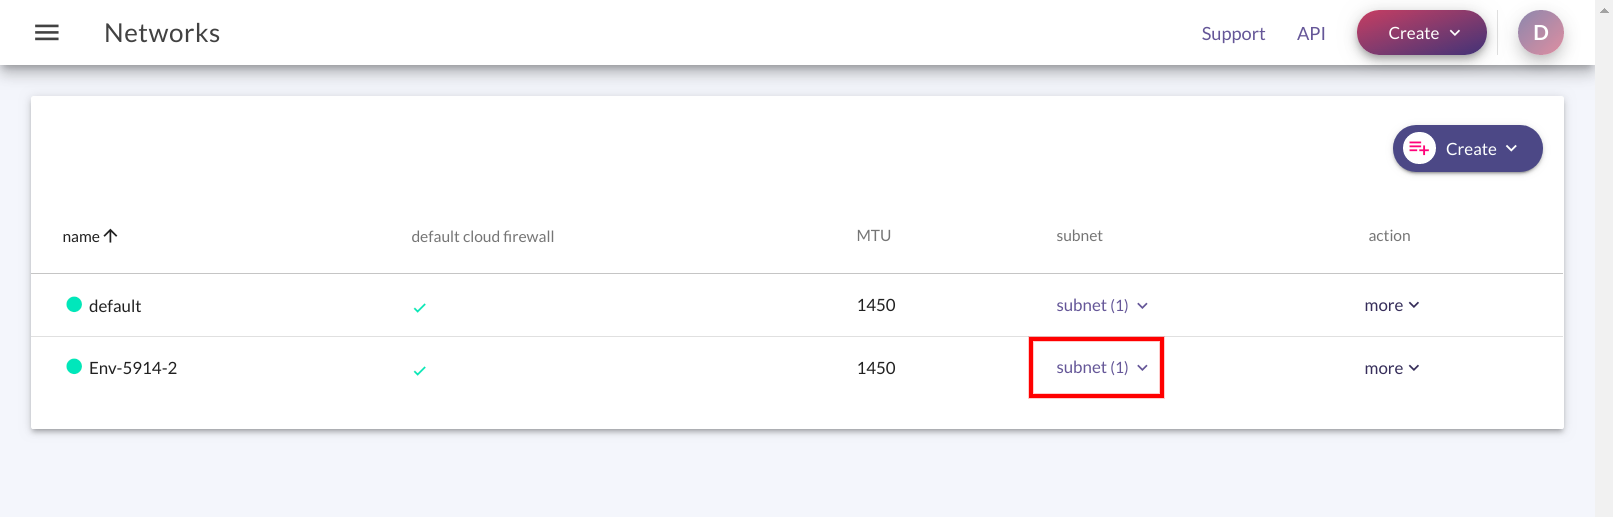 Networks
Support API Create D
Create
name default cloud firewall MTU subnet action
default 1450 subnet (1) more
Env-5914-2 1450 subnet (1) more